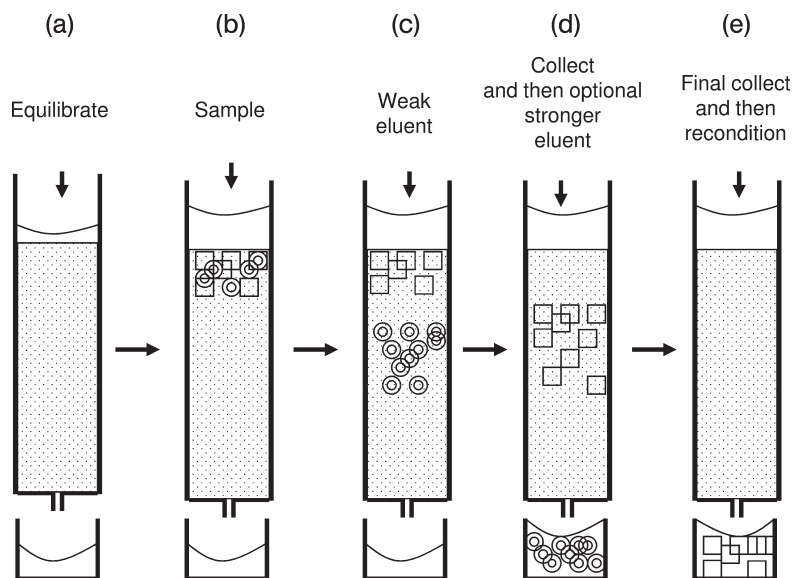 (a)
(b)
(c)
(d)
(e)
Equilibrate
Sample
Weak
eluent
Collect
and then optional
stronger
eluent
Final collect
and then
recondition